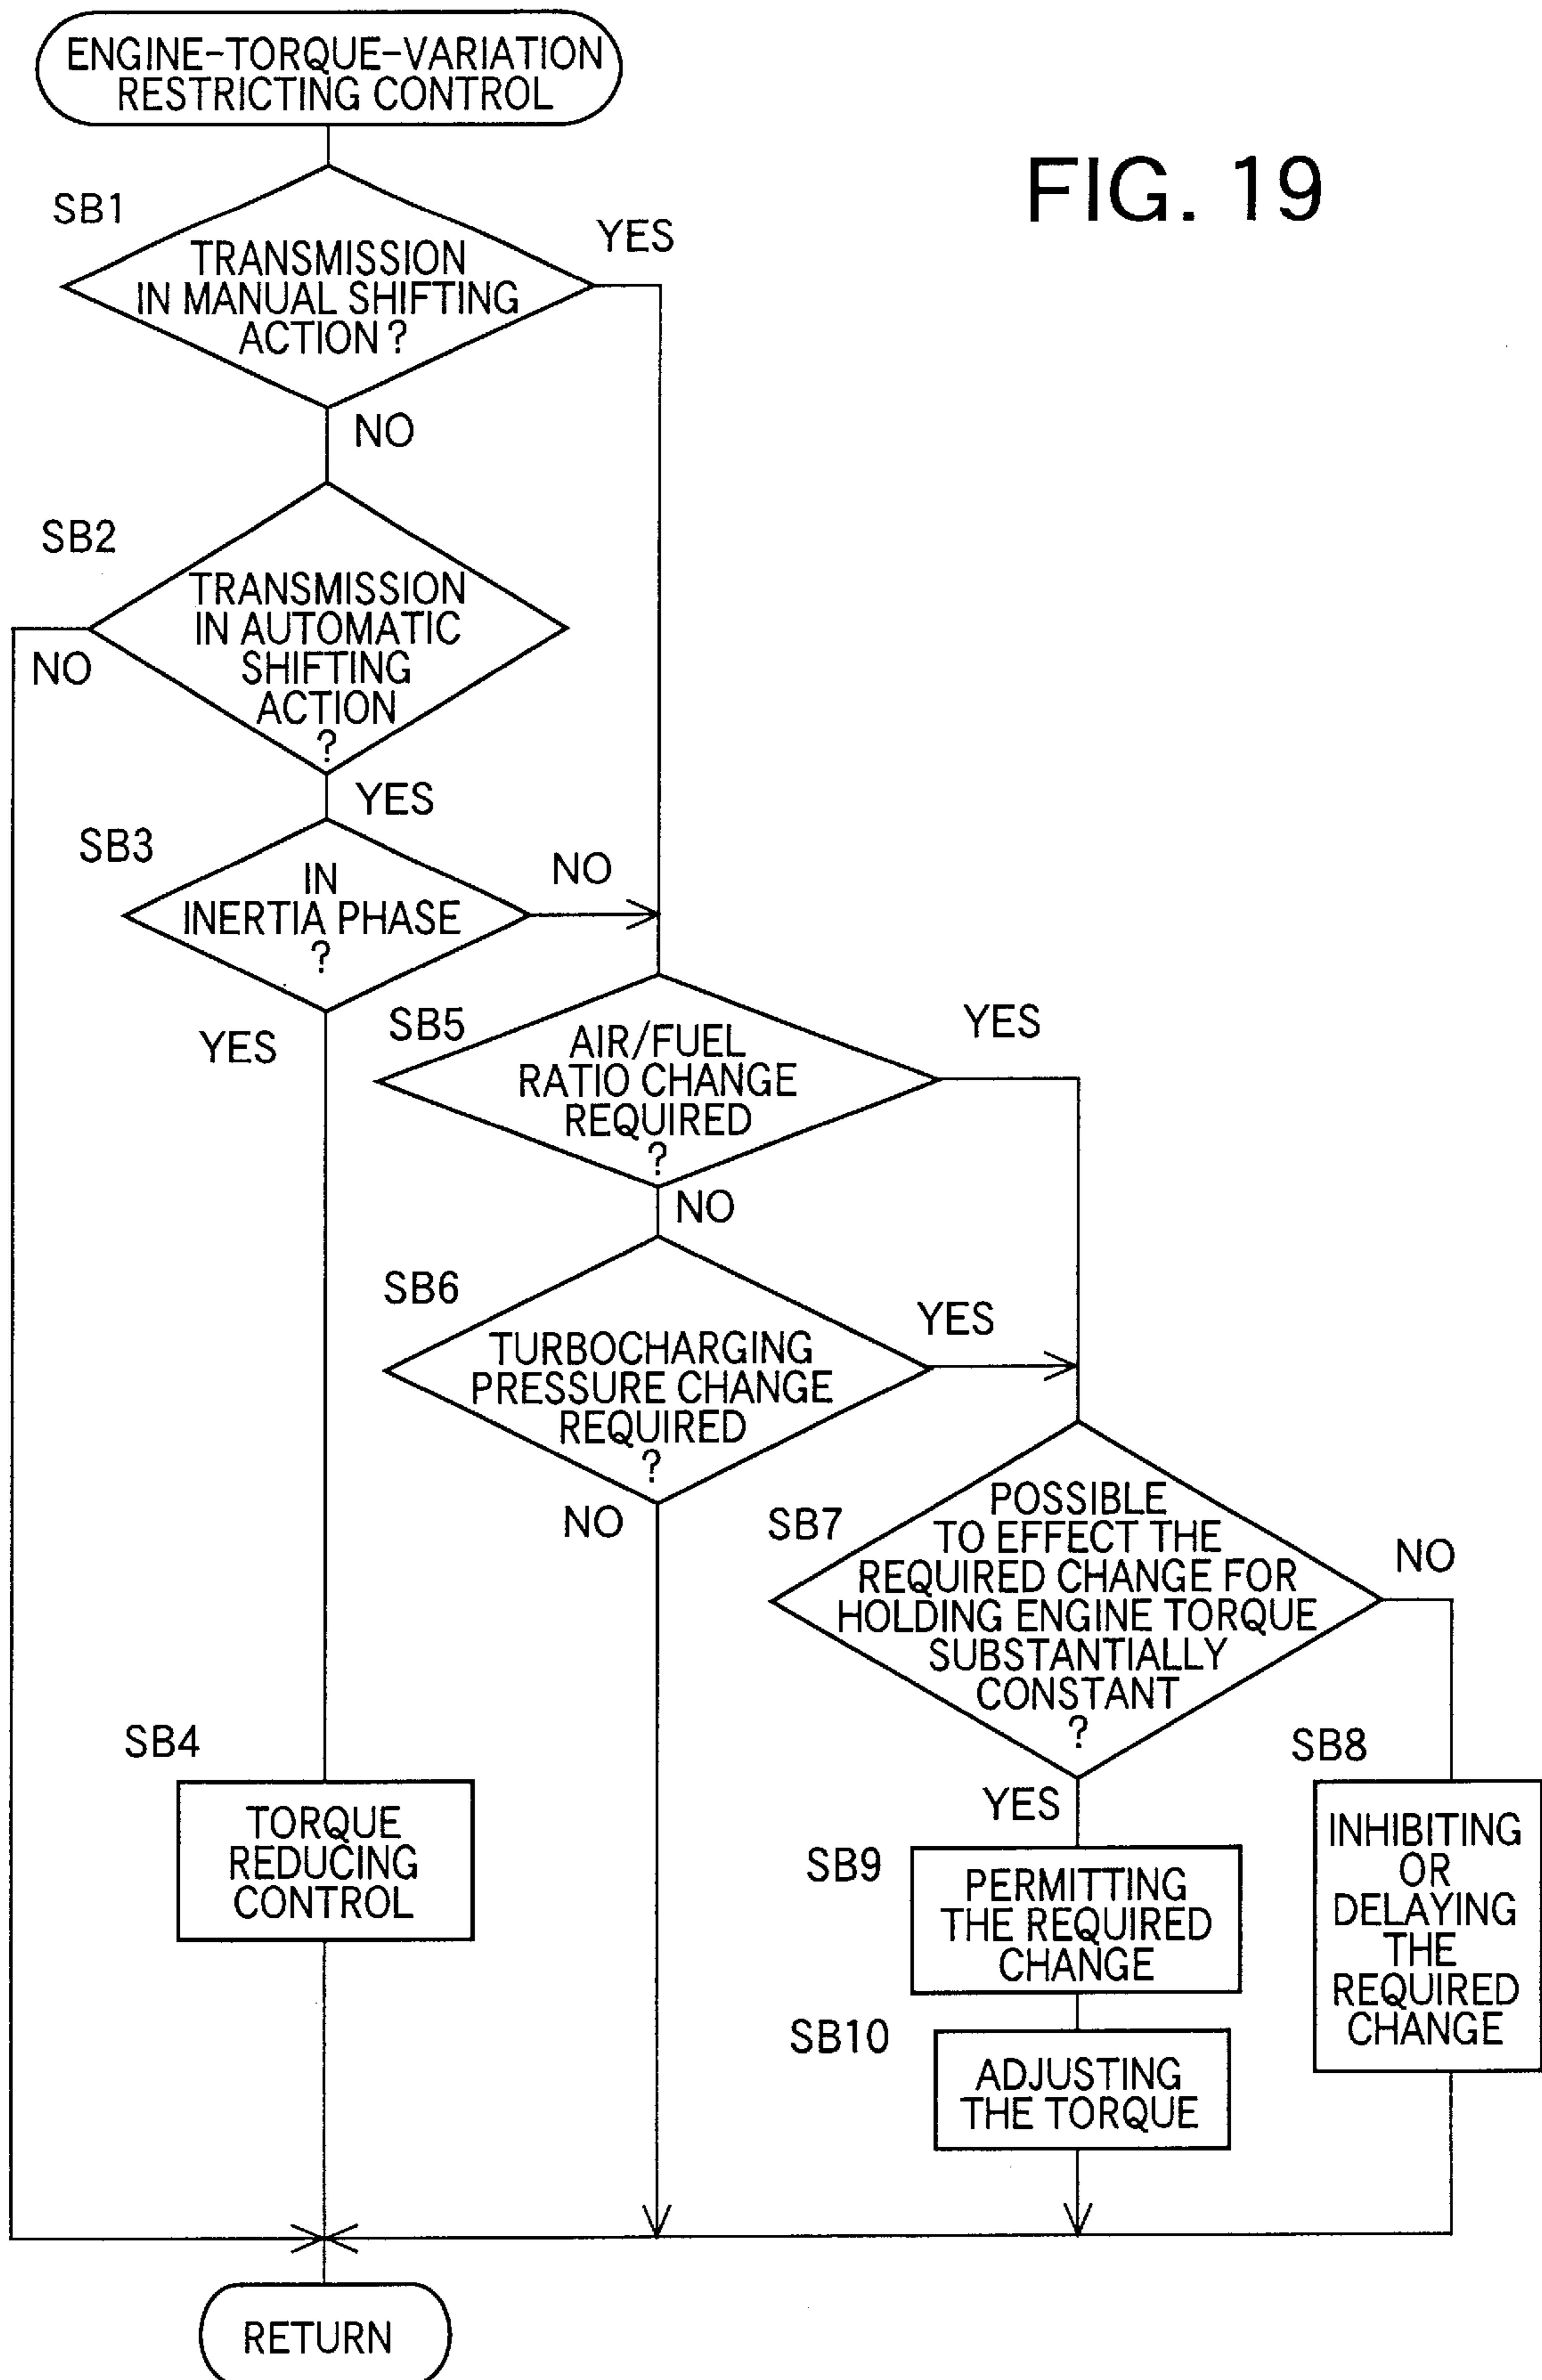 ENGINE-TORQUE-VARIATION
RESTRICTING CONTROL
FIG. 19
SB1
TRANSMISSION
IN MANUAL SHIFTING
ACTION?
YES
NO
SB2
TRANSMISSION
IN AUTOMATIC
SHIFTING
ACTION
?
NO
YES
SB3
IN
INERTIA PHASE
?
NO
YES
SB5
AIR/FUEL
RATIO CHANGE
REQUIRED
?
YES
NO
SB6
TURBOCHARGING
PRESSURE CHANGE
REQUIRED
?
YES
NO
SB7
POSSIBLE
TO EFFECT THE
REQUIRED CHANGE FOR
HOLDING ENGINE TORQUE
SUBSTANTIALLY
CONSTANT
?
NO
YES
SB4
TORQUE
REDUCING
CONTROL
SB8
INHIBITING
OR
DELAYING
THE
REQUIRED
CHANGE
SB9
PERMITTING
THE REQUIRED
CHANGE
SB10
ADJUSTING
THE TORQUE
RETURN